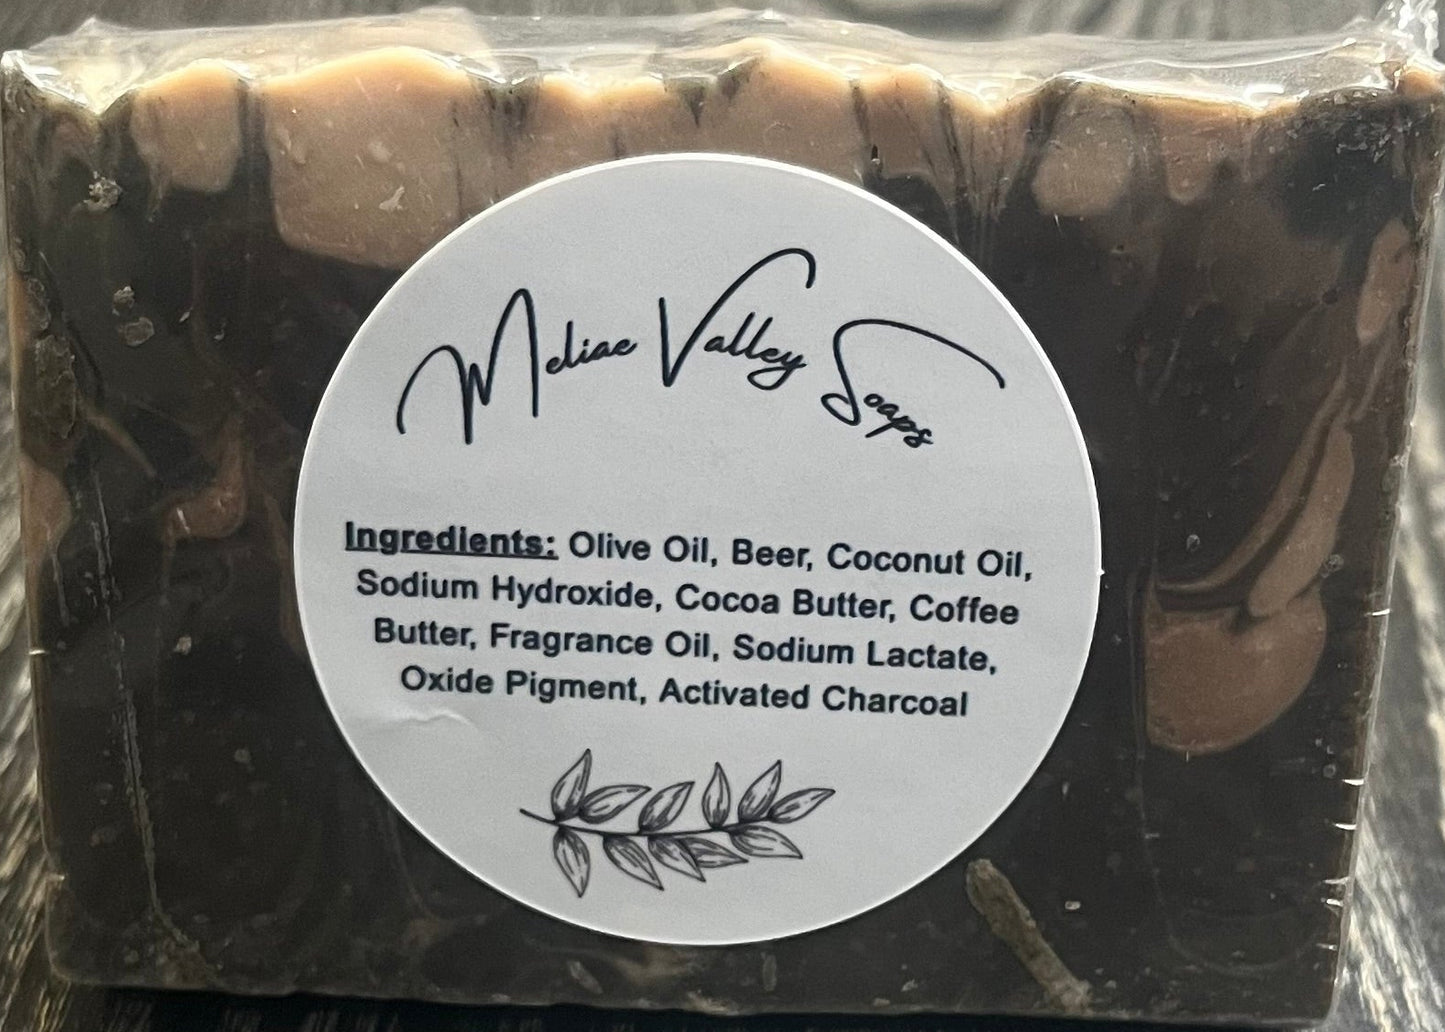 Meliae Valley Soaps
Ingredients: Olive Oil, Beer, Coconut Oil,
Sodium Hydroxide, Cocoa Butter, Coffee
Butter, Fragrance Oil, Sodium Lactate,
Oxide Pigment, Activated Charcoal